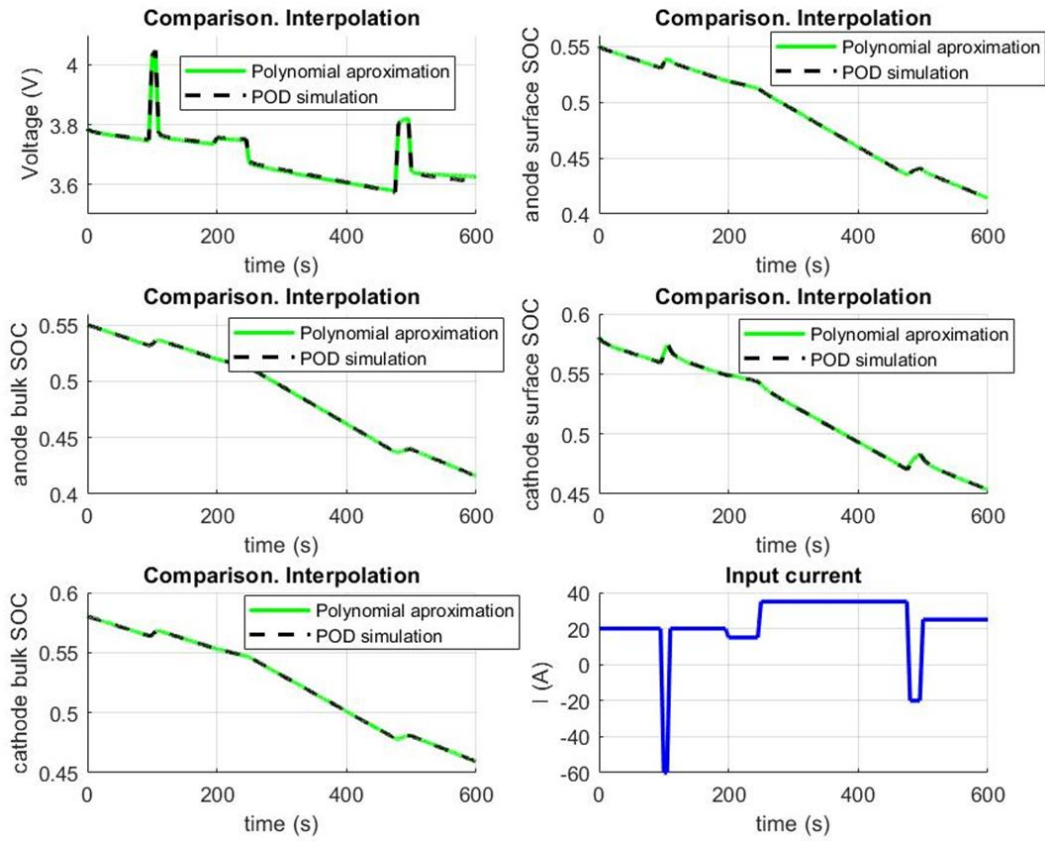 Comparison. Interpolation
Voltage (V)
4
3.8
3.6
Polynomial aproximation
POD simulation
0
200
400
600
time (s)
Comparison. Interpolation
anode surface SOC
0.55
0.5
0.45
0.4
Polynomial aproximation
POD simulation
0
200
400
600
time (s)
Comparison. Interpolation
anode bulk SOC
0.55
0.5
0.45
0.4
Polynomial aproximation
POD simulation
0
200
400
600
time (s)
Comparison. Interpolation
cathode surface SOC
0.6
0.55
0.5
0.45
Polynomial aproximation
POD simulation
0
200
400
600
time (s)
Comparison. Interpolation
cathode bulk SOC
0.6
0.55
0.5
0.45
Polynomial aproximation
POD simulation
0
200
400
600
time (s)
Input current
I (A)
40
20
0
-20
-40
-60
0
200
400
600
time (s)